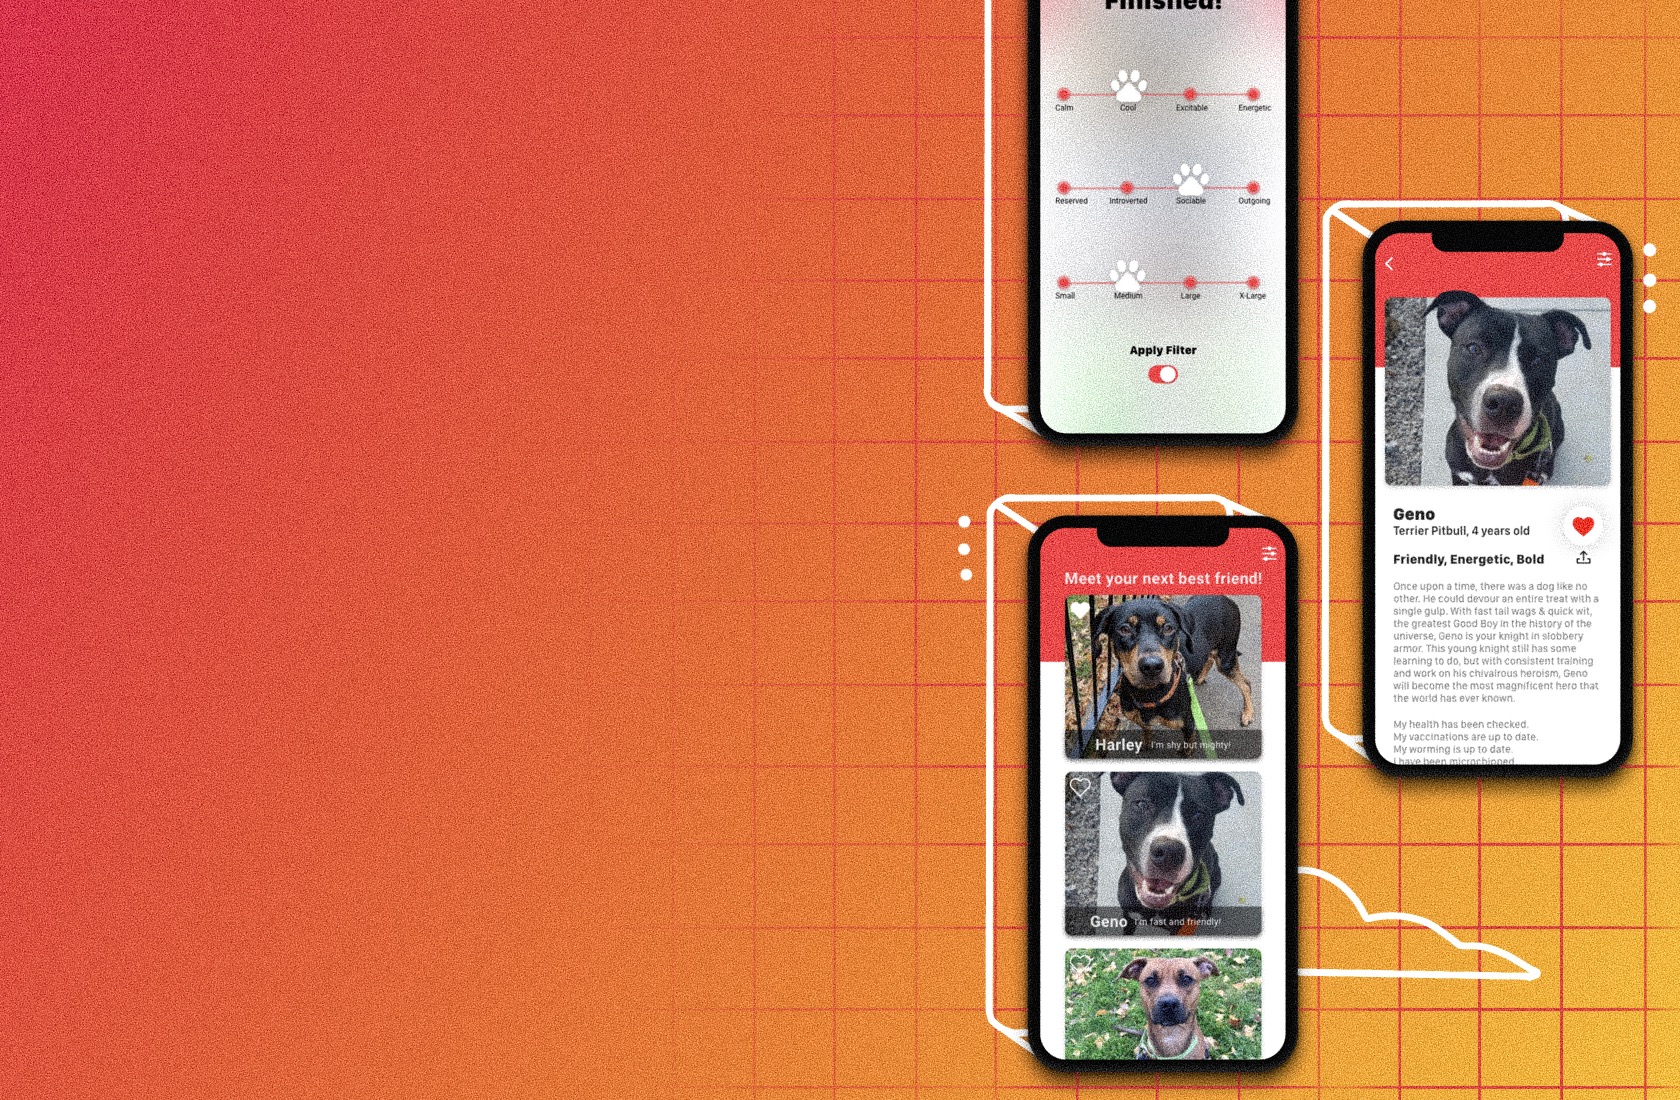 Finished!
Calm Cool Excitable Energetic
Reserved Introverted Sociable Outgoing
Small Medium Large X-Large
Apply Filter
Meet your next best friend!
Harley I'm shy but mighty!
Geno I'm fast and friendly!
Geno
Terrier Pitbull, 4 years old
Friendly, Energetic, Bold
Once upon a time, there was a dog like no
other. He could devour an entire treat with a
single gulp. With fast tail wags & quick wit,
the greatest Good Boy in the history of the
universe, Geno is your knight in slobbery
armor. This young knight still has some
learning to do, but with consistent training
and work on his chivalrous heroism, Geno
will become the most magnificent hero that
the world has ever known.
My health has been checked.
My vaccinations are up to date.
My worming is up to date.
I have been microchipped